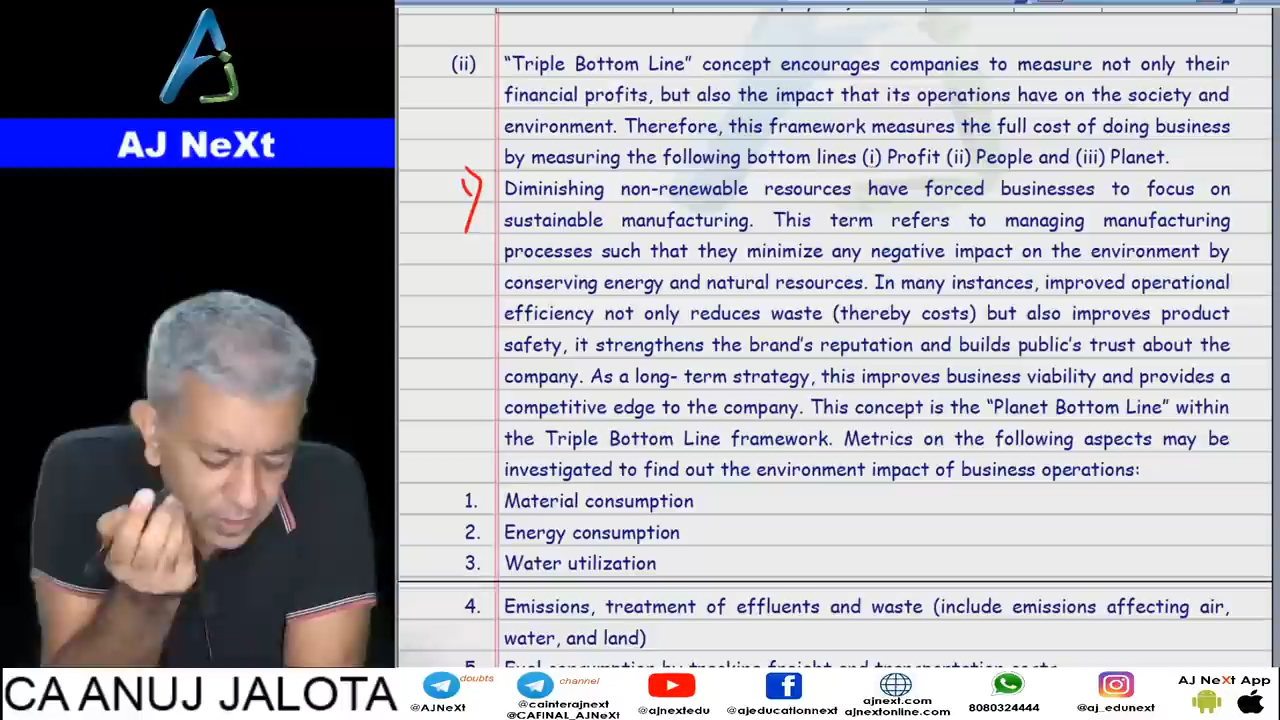 AJ NeXt
(ii) "Triple Bottom Line" concept encourages companies to measure not only their
financial profits, but also the impact that its operations have on the society and
environment. Therefore, this framework measures the full cost of doing business
by measuring the following bottom lines (i) Profit (ii) People and (iii) Planet.
Diminishing non-renewable resources have forced businesses to focus on
sustainable manufacturing. This term refers to managing manufacturing
processes such that they minimize any negative impact on the environment by
conserving energy and natural resources. In many instances, improved operational
efficiency not only reduces waste (thereby costs) but also improves product
safety, it strengthens the brand's reputation and builds public's trust about the
company. As a long- term strategy, this improves business viability and provides a
competitive edge to the company. This concept is the "Planet Bottom Line" within
the Triple Bottom Line framework. Metrics on the following aspects may be
investigated to find out the environment impact of business operations:
1. Material consumption
2. Energy consumption
3. Water utilization
4. Emissions, treatment of effluents and waste (include emissions affecting air,
water, and land)
5. Fuel consumption by tracking freight and transportation costs
CA ANUJ JALOTA
doubts
@AJNeXt
channel
@cainterajnext
@CAFINAL_AJNeXt
@ajnextedu
@ajeducationnext
ajnext.com
ajnextonline.com
8080324444
@aj_edunext
AJ NeXt App